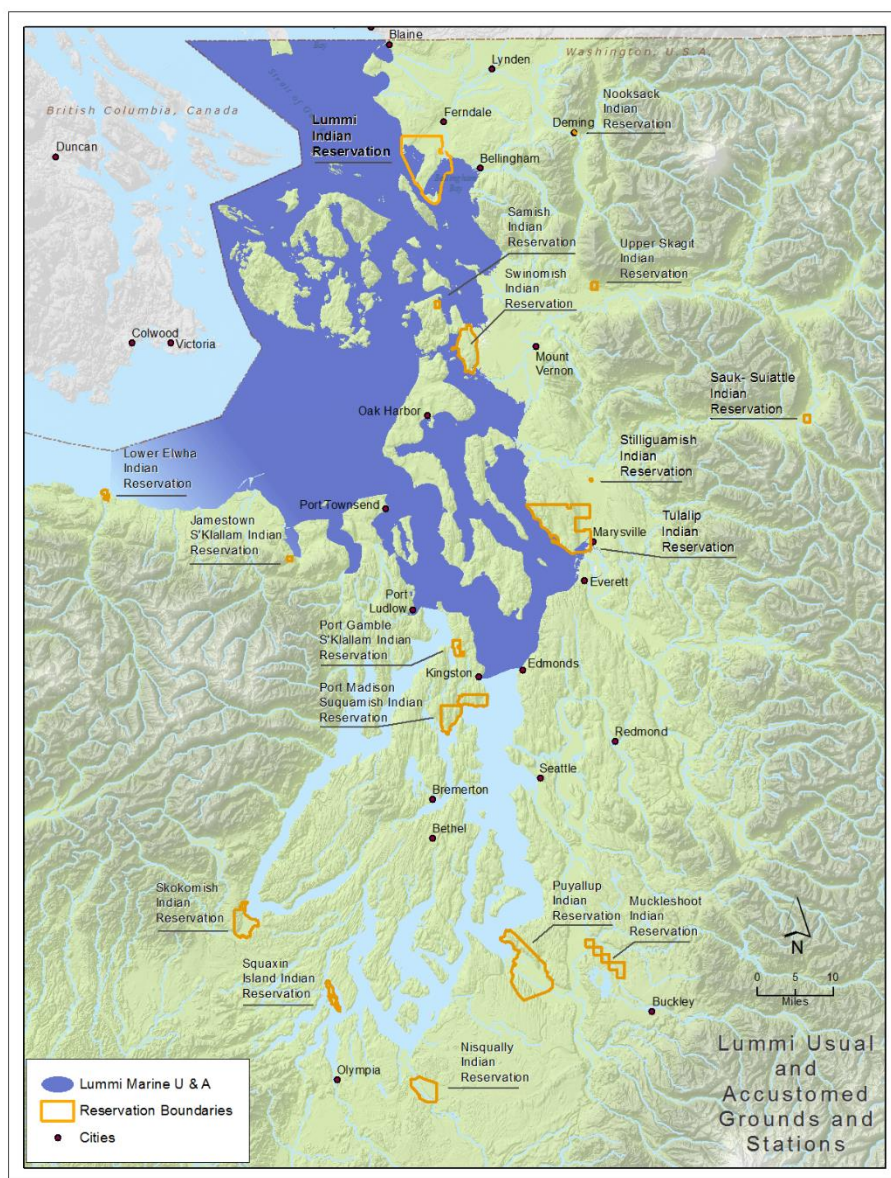 Blaine
Washington, U.S.A.
Lynden
British Columbia, Canada
Nooksack
Indian
Reservation
Ferndale
Deming
Lummi
Indian
Reservation
Duncan
Bellingham
Samish
Indian
Reservation
Upper Skagit
Indian
Reservation
Swinomish
Indian
Reservation
Colwood
Victoria
Mount
Vernon
Sauk- Suiattle
Indian
Reservation
Oak Harbor
Stilliguamish
Indian
Reservation
Lower Elwha
Indian
Reservation
Port Townsend
Jamestown
S'Klallam Indian
Reservation
Marysville
Tulalip
Indian
Reservation
Everett
Port
Ludlow
Port Gamble
S'Klallam Indian
Reservation
Kingston
Edmonds
Port Madison
Suquamish Indian
Reservation
Redmond
Seattle
Bremerton
Bethel
Skokomish
Indian
Reservation
Puyallup
Indian
Reservation
Muckleshoot
Indian
Reservation
N
Squaxin
Island Indian
Reservation
0 5 10
Miles
Buckley
Nisqually
Indian
Reservation
Olympia
Lummi Usual
and
Accustomed
Grounds and
Stations
Lummi Marine U & A
Reservation Boundaries
Cities